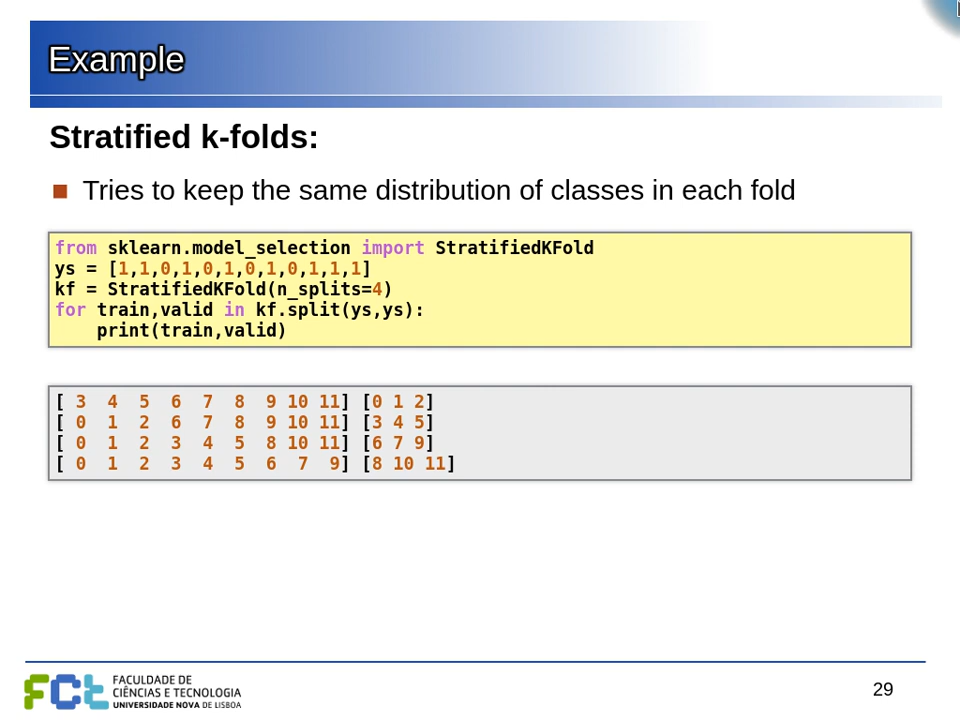 Example
Stratified k-folds:
Tries to keep the same distribution of classes in each fold
from sklearn.model_selection import StratifiedKFold
ys = [1,1,0,1,0,1,0,1,0,1,1,1]
kf = StratifiedKFold(n_splits=4)
for train,valid in kf.split(ys,ys):
    print(train,valid)
[ 3  4  5  6  7  8  9 10 11] [0 1 2]
[ 0  1  2  6  7  8  9 10 11] [3 4 5]
[ 0  1  2  3  4  5  8 10 11] [6 7 9]
[ 0  1  2  3  4  5  6  7  9] [8 10 11]
FCt
FACULDADE DE
CIÊNCIAS E TECNOLOGIA
UNIVERSIDADE NOVA DE LISBOA
29